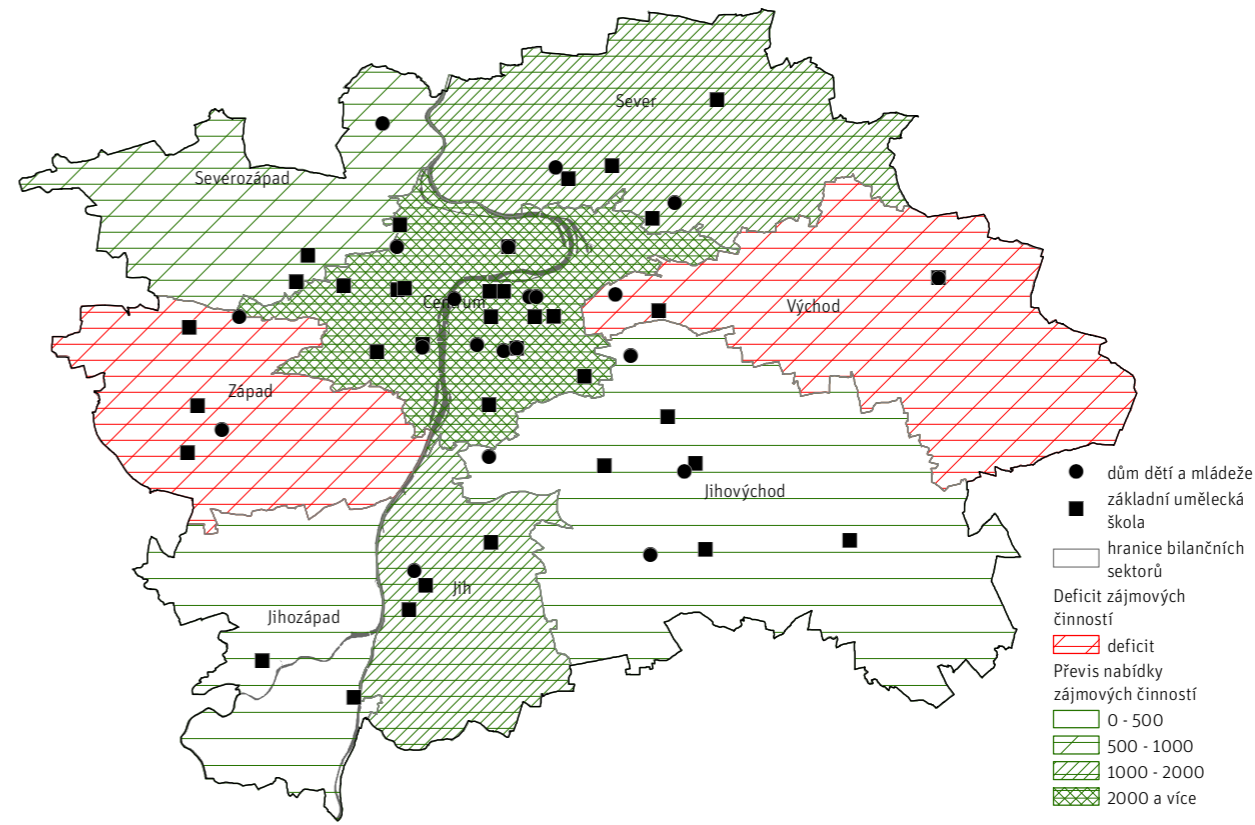 Sever
Severozápad
Centrum
Východ
Západ
Jihovýchod
Jih
Jihozápad
dům dětí a mládeže
základní umělecká
škola
hranice bilančních
sektorů
Deficit zájmových
činností
deficit
Převis nabídky
zájmových činností
0 - 500
500 - 1000
1000 - 2000
2000 a více